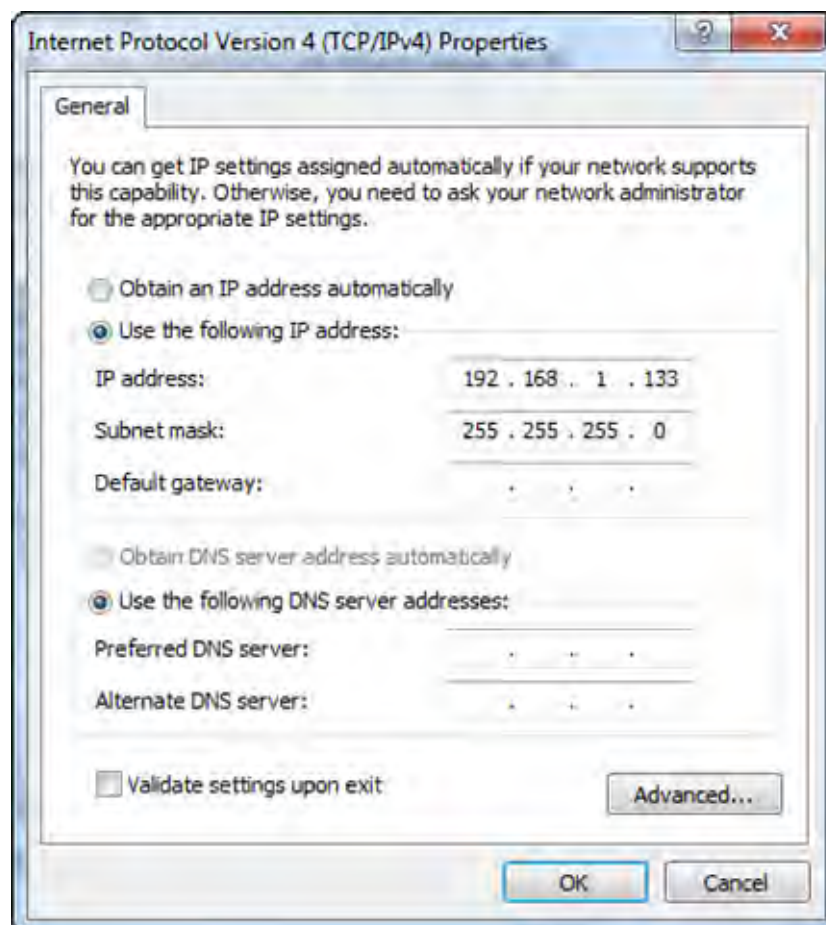 Internet Protocol Version 4 (TCP/IPv4) Properties
General
You can get IP settings assigned automatically if your network supports
this capability. Otherwise, you need to ask your network administrator
for the appropriate IP settings.
Obtain an IP address automatically
Use the following IP address:
IP address: 192 . 168 . 1 . 133
Subnet mask: 255 . 255 . 255 . 0
Default gateway: . . .
Obtain DNS server address automatically
Use the following DNS server addresses:
Preferred DNS server: . . .
Alternate DNS server: . . .
Validate settings upon exit
Advanced...
OK Cancel